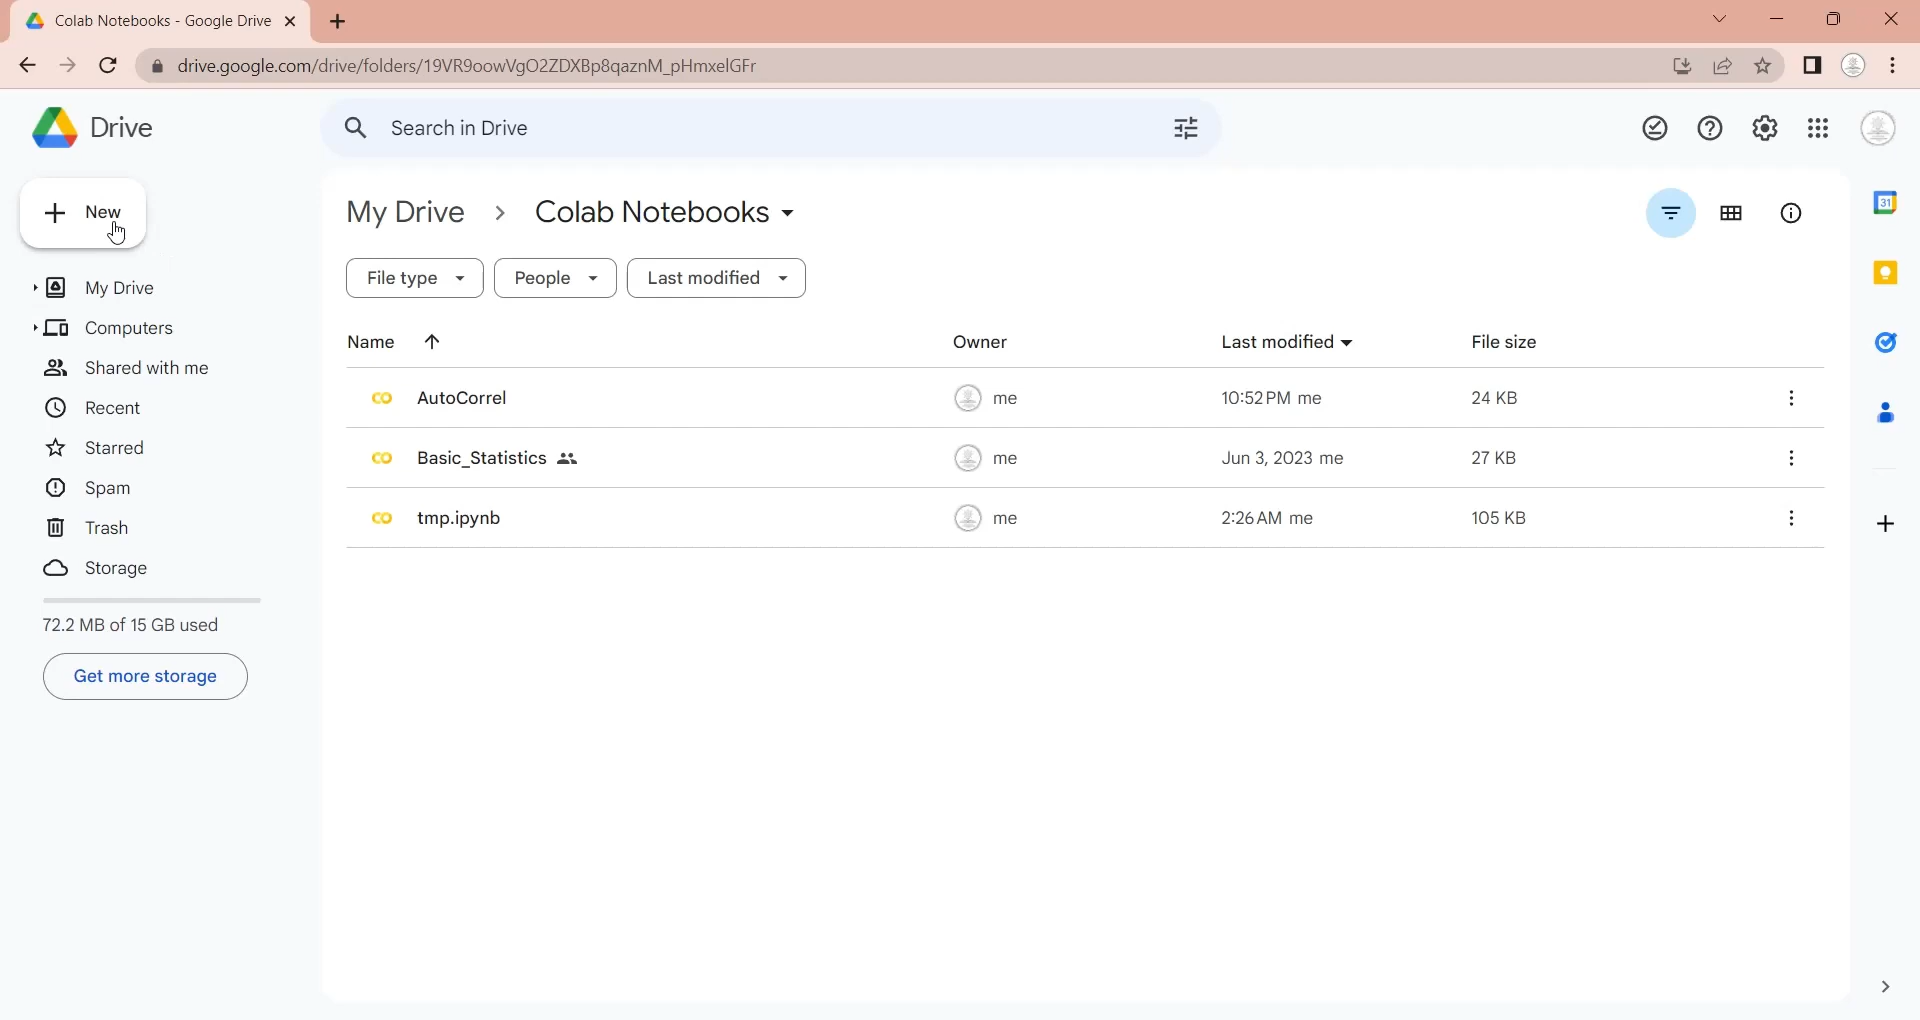 Colab Notebooks - Google Drive
drive.google.com/drive/folders/19VR9oowVgO2ZDXBp8qaznM_pHmxelGFr
Drive
Search in Drive
New
My Drive
Computers
Shared with me
Recent
Starred
Spam
Trash
Storage
72.2 MB of 15 GB used
Get more storage
My Drive > Colab Notebooks
File type People Last modified
Name Owner Last modified File size
AutoCorrel me 10:52 PM me 24 KB
Basic_Statistics me Jun 3, 2023 me 27 KB
tmp.ipynb me 2:26 AM me 105 KB
31